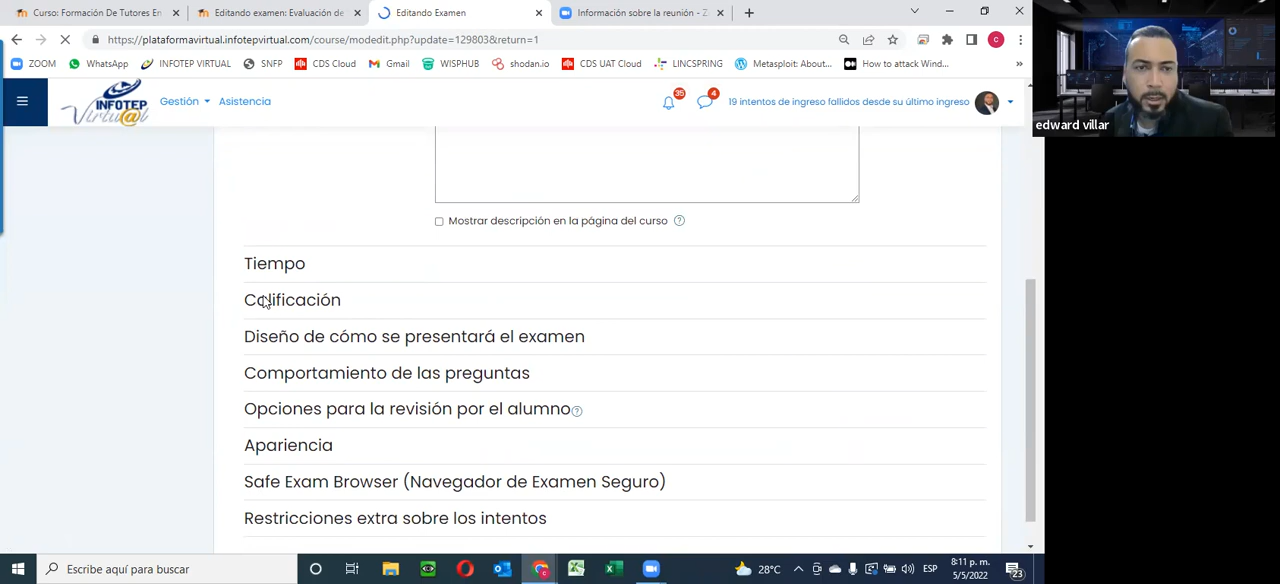 Curso: Formación De Tutores En
Editando examen: Evaluación de
Editando Examen
Información sobre la reunión - Z
https://plataformavirtual.infotepvirtual.com/course/modedit.php?update=129803&return=1
C
ZOOM
WhatsApp
INFOTEP VIRTUAL
SNFP
CDS Cloud
Gmail
WISPHUB
shodan.io
CDS UAT Cloud
LINCSPRING
Metasploit: About...
How to attack Wind...
»
INFOTEP
Virtu@l
Gestión
Asistencia
35
4
19 intentos de ingreso fallidos desde su último ingreso
edward villar
Mostrar descripción en la página del curso
Tiempo
Calificación
Diseño de cómo se presentará el examen
Comportamiento de las preguntas
Opciones para la revisión por el alumno
Apariencia
Safe Exam Browser (Navegador de Examen Seguro)
Restricciones extra sobre los intentos
Escribe aquí para buscar
28°C
ESP
8:11 p. m.
5/5/2022
23